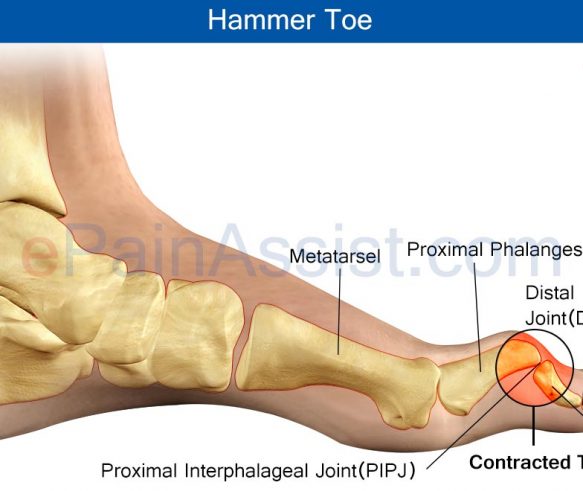 Hammer Toe
ePainAssist.com
Metatarsel
Proximal Phalanges
Distal
Joint(D
Proximal Interphalageal Joint(PIPJ)
Contracted T